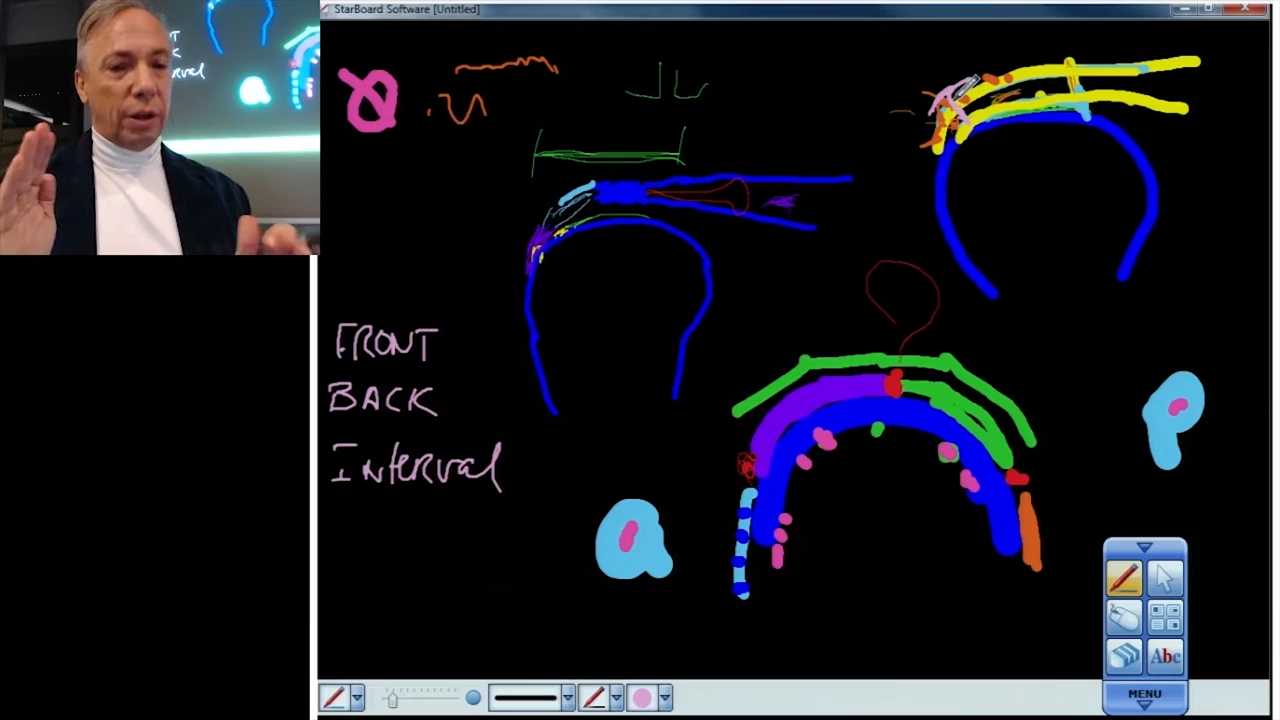 StarBoard Software [Untitled]
FRONT
BACK
INTERVAL
a
p
Abc
MENU